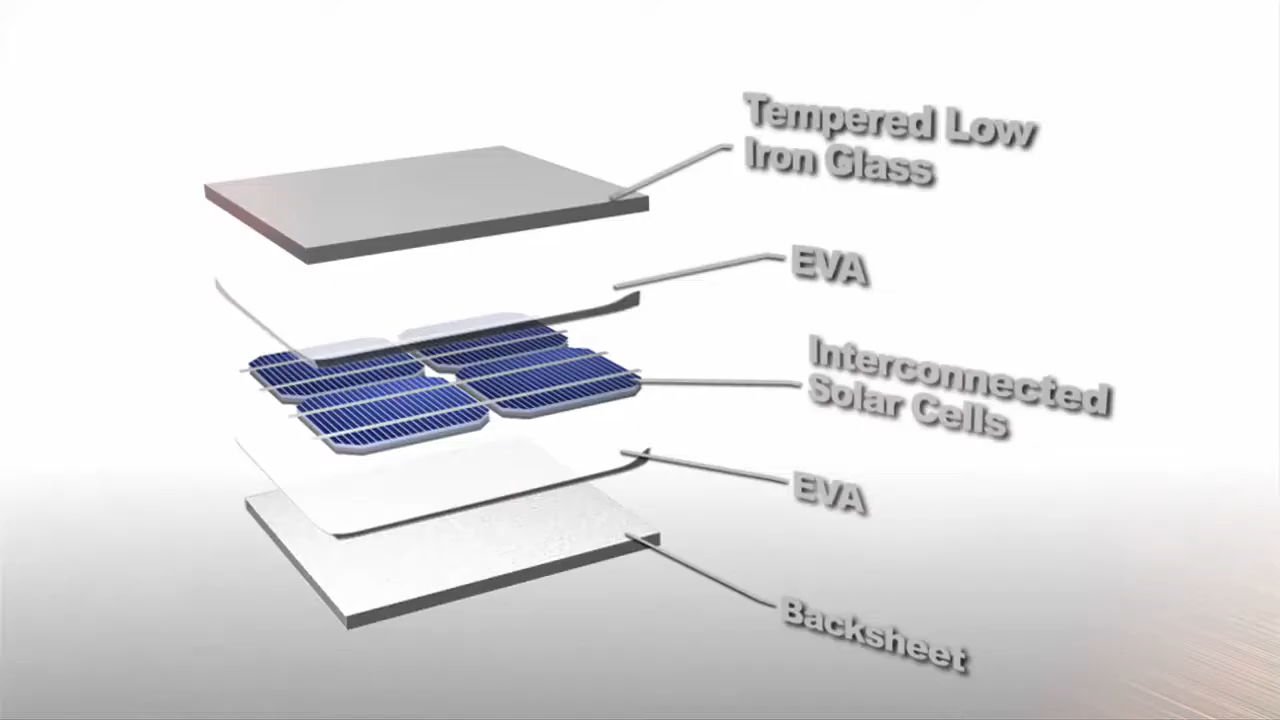 Tempered Low
Iron Glass
EVA
Interconnected
Solar Cells
EVA
Backsheet